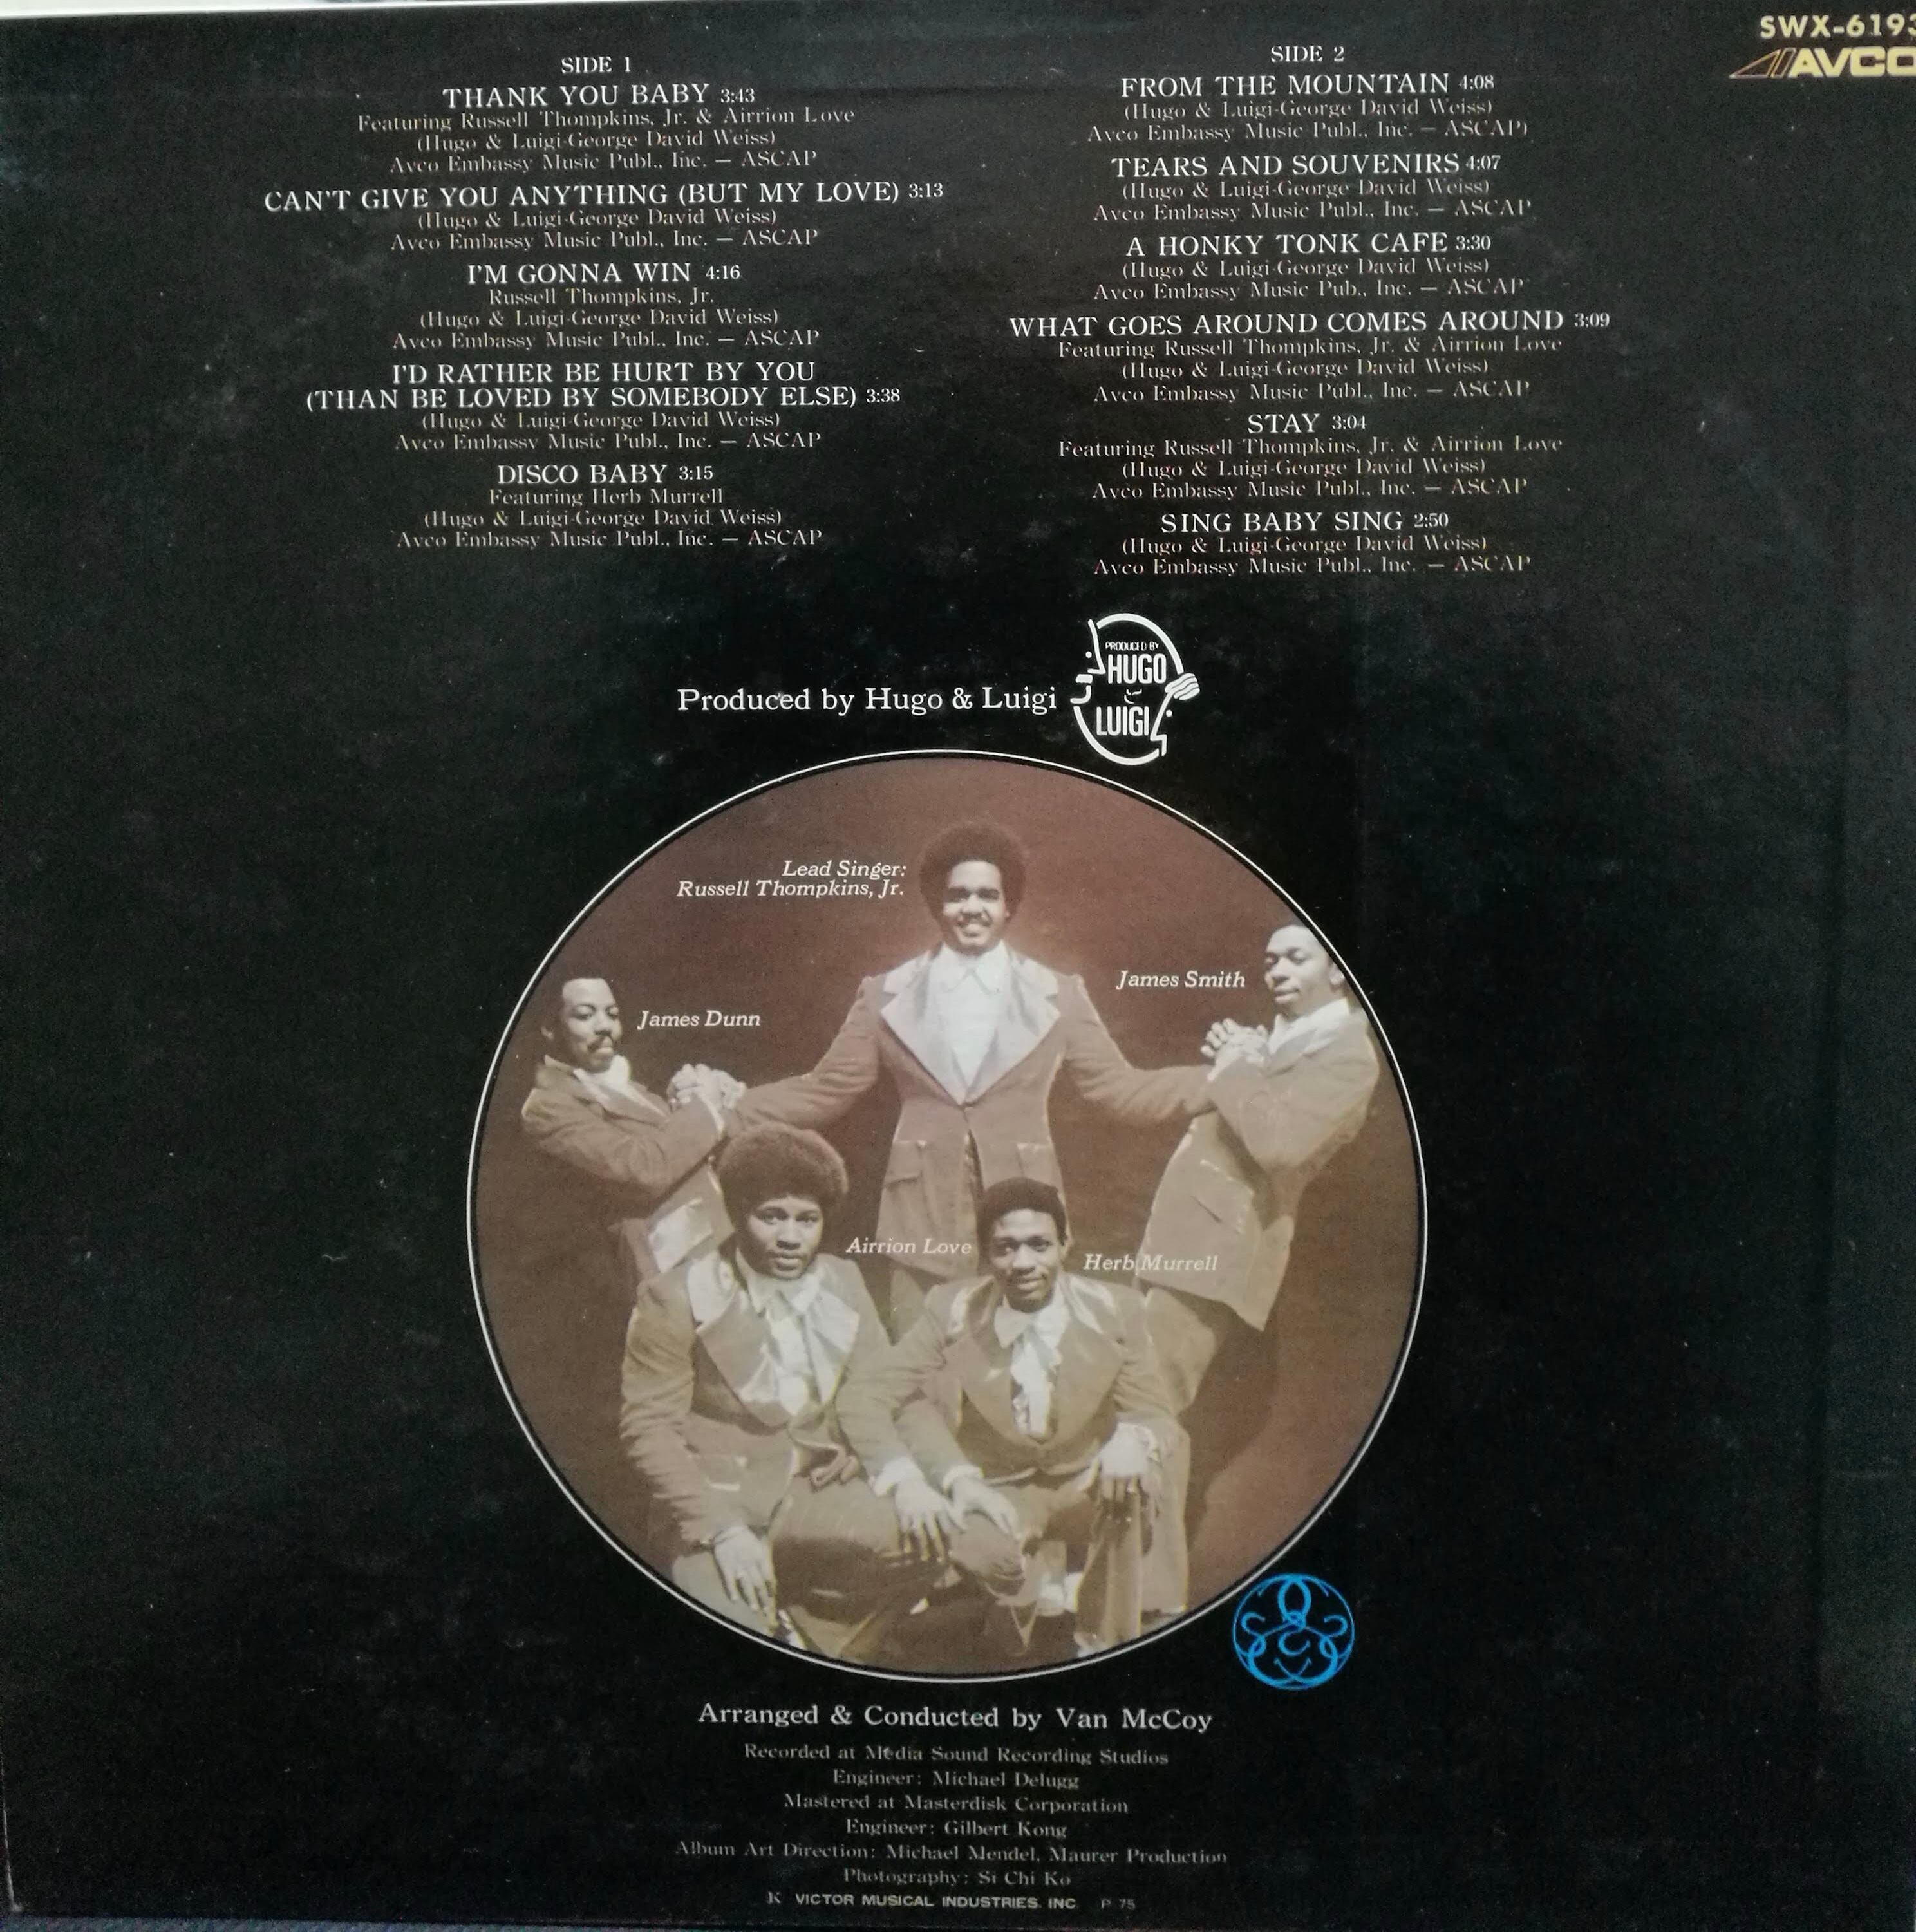 SIDE 1
THANK YOU BABY 3:43
Featuring Russell Thompkins, Jr. & Airrion Love
(Hugo & Luigi-George David Weiss)
Avco Embassy Music Publ., Inc. — ASCAP
CAN'T GIVE YOU ANYTHING (BUT MY LOVE) 3:13
(Hugo & Luigi-George David Weiss)
Avco Embassy Music Publ., Inc. — ASCAP
I'M GONNA WIN 4:16
Russell Thompkins, Jr.
(Hugo & Luigi-George David Weiss)
Avco Embassy Music Publ., Inc. — ASCAP
I'D RATHER BE HURT BY YOU
(THAN BE LOVED BY SOMEBODY ELSE) 3:38
(Hugo & Luigi-George David Weiss)
Avco Embassy Music Publ., Inc. — ASCAP
DISCO BABY 3:15
Featuring Herb Murrell
(Hugo & Luigi-George David Weiss)
Avco Embassy Music Publ., Inc. — ASCAP
SIDE 2
FROM THE MOUNTAIN 4:08
(Hugo & Luigi-George David Weiss)
Avco Embassy Music Publ., Inc. — ASCAP)
TEARS AND SOUVENIRS 4:07
(Hugo & Luigi-George David Weiss)
Avco Embassy Music Publ., Inc. — ASCAP
A HONKY TONK CAFE 3:30
(Hugo & Luigi-George David Weiss)
Avco Embassy Music Pub., Inc. — ASCAP
WHAT GOES AROUND COMES AROUND 3:09
Featuring Russell Thompkins, Jr. & Airrion Love
(Hugo & Luigi-George David Weiss)
Avco Embassy Music Publ., Inc. — ASCAP
STAY 3:04
Featuring Russell Thompkins, Jr. & Airrion Love
(Hugo & Luigi-George David Weiss)
Avco Embassy Music Publ., Inc. — ASCAP
SING BABY SING 2:50
(Hugo & Luigi-George David Weiss)
Avco Embassy Music Publ., Inc. — ASCAP
SWX-6193
AVCO
Produced by Hugo & Luigi
PRODUCED BY
HUGO
&
LUIGI
Lead Singer:
Russell Thompkins, Jr.
James Smith
James Dunn
Airrion Love
Herb Murrell
Arranged & Conducted by Van McCoy
Recorded at Media Sound Recording Studios
Engineer: Michael Delugg
Mastered at Masterdisk Corporation
Engineer: Gilbert Kong
Album Art Direction: Michael Mendel, Maurer Production
Photography: Si Chi Ko
K VICTOR MUSICAL INDUSTRIES. INC P 75